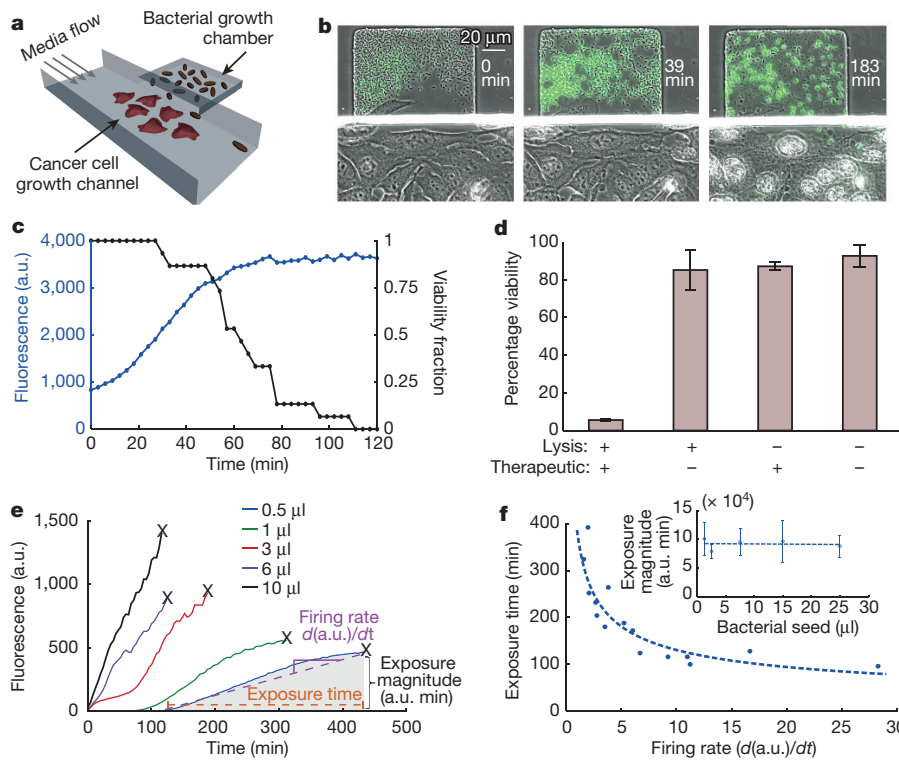 a
Media flow
Bacterial growth
chamber
Cancer cell
growth channel
b
20 μm
0
min
39
min
183
min
c
Fluorescence (a.u.)
4,000
3,000
2,000
1,000
0
1
0.75
0.5
0.25
0
Viability
fraction
0 20 40 60 80 100 120
Time (min)
d
Percentage viability
100
80
60
40
20
0
Lysis: + + – –
Therapeutic: + – + –
e
Fluorescence (a.u.)
1,500
1,000
500
0
X X X X X
0.5 μl
1 μl
3 μl
6 μl
10 μl
Firing rate
d(a.u.)/dt
Exposure time
Exposure
magnitude
(a.u. min)
0 100 200 300 400 500
Time (min)
f
Exposure time (min)
400
300
200
100
0
0 5 10 15 20 25 30
Firing rate (d(a.u.)/dt)
(× 10⁴)
Exposure
magnitude
(a.u. min)
15
10
5
0
0 5 10 15 20 25 30
Bacterial seed (μl)